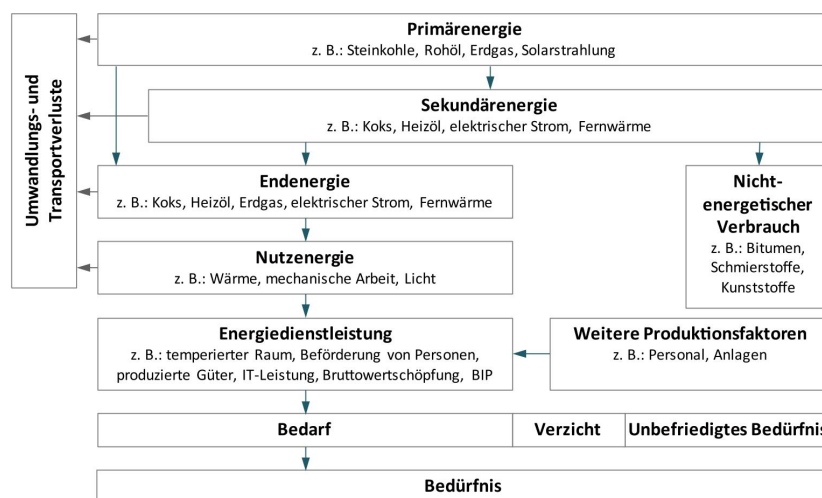 Umwandlungs- und
Transportverluste
Primärenergie
z. B.: Steinkohle, Rohöl, Erdgas, Solarstrahlung
Sekundärenergie
z. B.: Koks, Heizöl, elektrischer Strom, Fernwärme
Endenergie
z. B.: Koks, Heizöl, Erdgas, elektrischer Strom, Fernwärme
Nicht-
energetischer
Verbrauch
z. B.: Bitumen,
Schmierstoffe,
Kunststoffe
Nutzenergie
z. B.: Wärme, mechanische Arbeit, Licht
Energiedienstleistung
z. B.: temperierter Raum, Beförderung von Personen,
produzierte Güter, IT-Leistung, Bruttowertschöpfung, BIP
Weitere Produktionsfaktoren
z. B.: Personal, Anlagen
Bedarf
Verzicht
Unbefriedigtes Bedürfnis
Bedürfnis